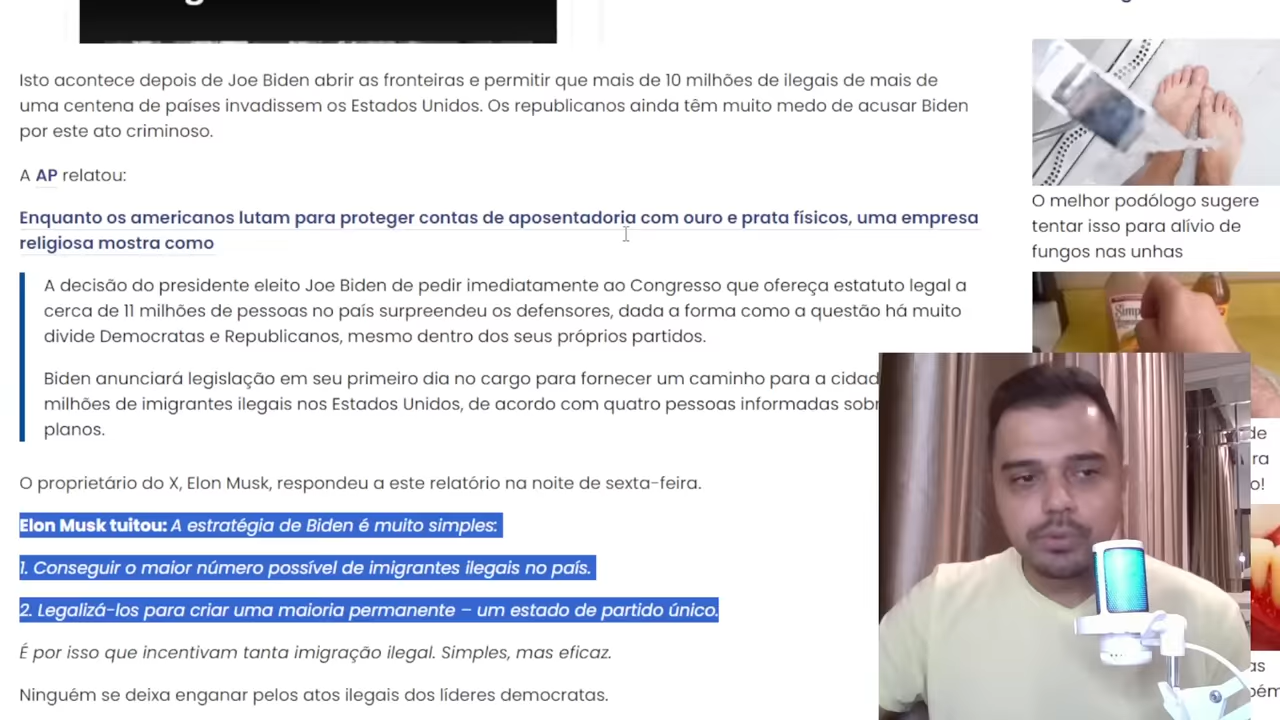 Isto acontece depois de Joe Biden abrir as fronteiras e permitir que mais de 10 milhões de ilegais de mais de
uma centena de países invadissem os Estados Unidos. Os republicanos ainda têm muito medo de acusar Biden
por este ato criminoso.
A AP relatou:
Enquanto os americanos lutam para proteger contas de aposentadoria com ouro e prata físicos, uma empresa
religiosa mostra como
A decisão do presidente eleito Joe Biden de pedir imediatamente ao Congresso que ofereça estatuto legal a
cerca de 11 milhões de pessoas no país surpreendeu os defensores, dada a forma como a questão há muito
divide Democratas e Republicanos, mesmo dentro dos seus próprios partidos.
Biden anunciará legislação em seu primeiro dia no cargo para fornecer um caminho para a
milhões de imigrantes ilegais nos Estados Unidos, de acordo com quatro pessoas informadas
planos.
O proprietário do X, Elon Musk, respondeu a este relatório na noite de sexta-feira.
Elon Musk tuitou: A estratégia de Biden é muito simples:
1. Conseguir o maior número possível de imigrantes ilegais no país.
2. Legalizá-los para criar uma maioria permanente – um estado de partido único.
É por isso que incentivam tanta imigração ilegal. Simples, mas eficaz.
Ninguém se deixa enganar pelos atos ilegais dos líderes democratas.
O melhor podólogo sugere
tentar isso para alívio de
fungos nas unhas
de